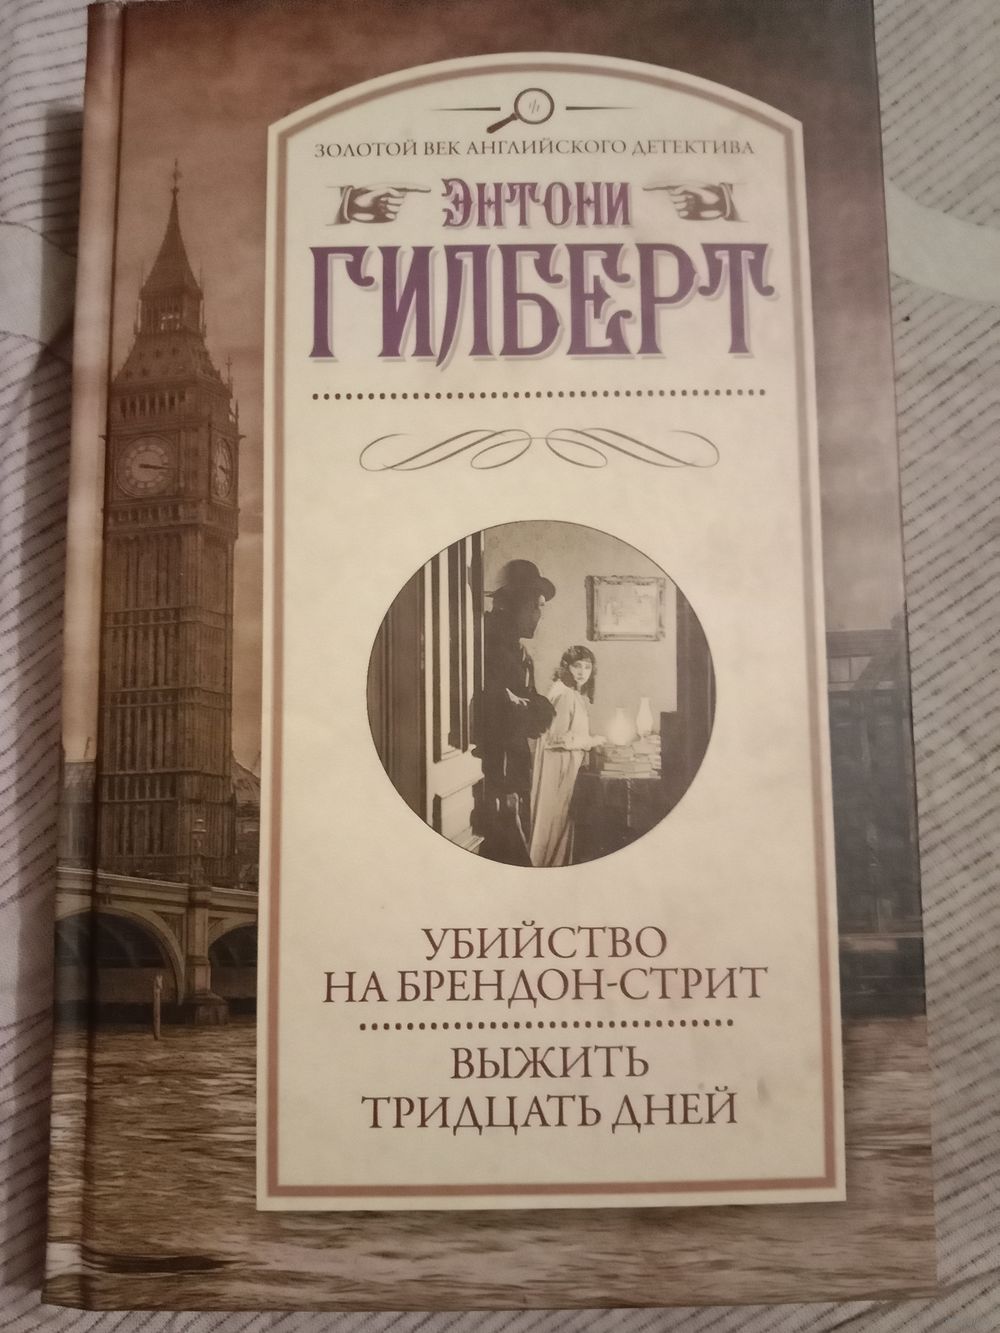 ЗОЛОТОЙ ВЕК АНГЛИЙСКОГО ДЕТЕКТИВА
ЭНТОНИ
ГИЛБЕРТ
УБИЙСТВО
НА БРЕНДОН-СТРИТ
ВЫЖИТЬ
ТРИДЦАТЬ ДНЕЙ